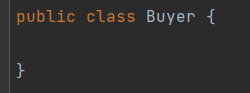 public class Buyer {
}